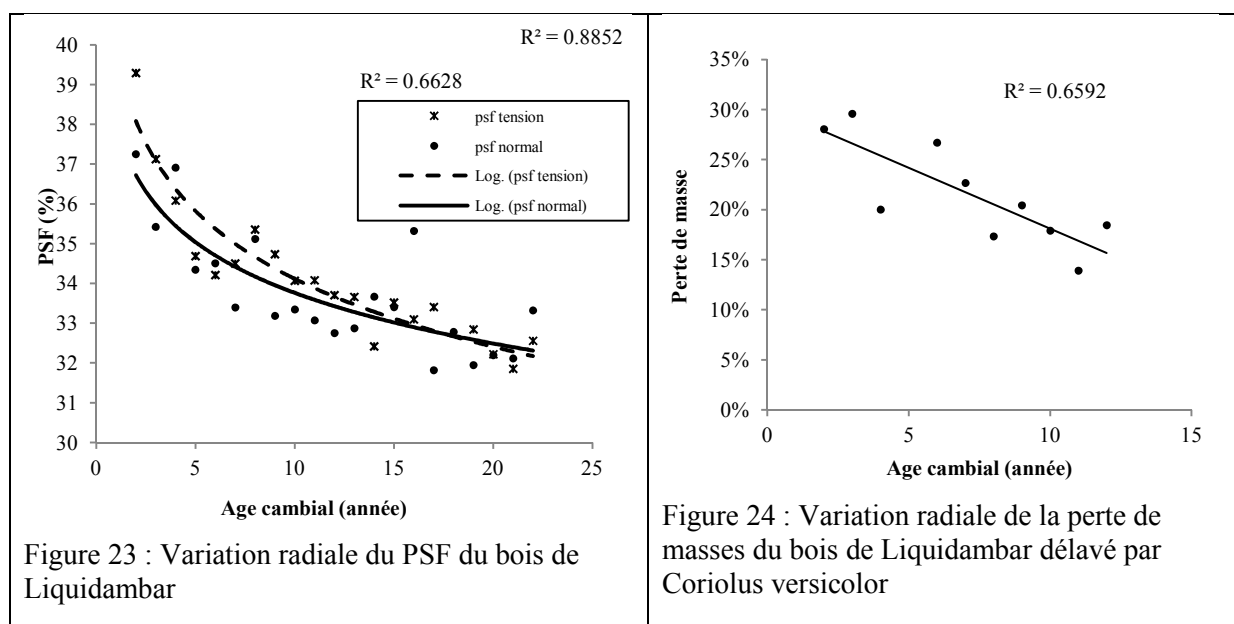 R² = 0.8852
R² = 0.6628
psf tension
psf normal
Log. (psf tension)
Log. (psf normal)
PSF (%)
40
39
38
37
36
35
34
33
32
31
30
0
5
10
15
20
25
Age cambial (année)
Figure 23 : Variation radiale du PSF du bois de
Liquidambar
R² = 0.6592
Perte de masse
35%
30%
25%
20%
15%
10%
5%
0%
0
5
10
15
Age cambial (année)
Figure 24 : Variation radiale de la perte de
masses du bois de Liquidambar délavé par
Coriolus versicolor